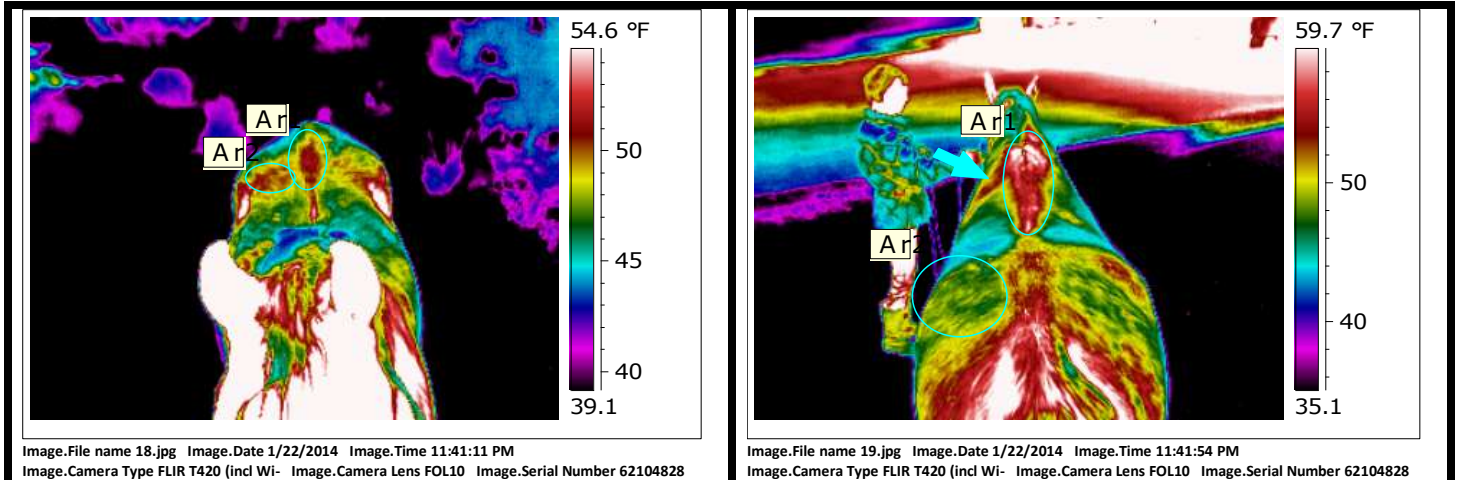 54.6 °F
Ar
Ar2
50
45
40
39.1
Image.File name 18.jpg Image.Date 1/22/2014 Image.Time 11:41:11 PM
Image.Camera Type FLIR T420 (incl Wi- Image.Camera Lens FOL10 Image.Serial Number 62104828
59.7 °F
Ar1
Ar2
50
40
35.1
Image.File name 19.jpg Image.Date 1/22/2014 Image.Time 11:41:54 PM
Image.Camera Type FLIR T420 (incl Wi- Image.Camera Lens FOL10 Image.Serial Number 62104828